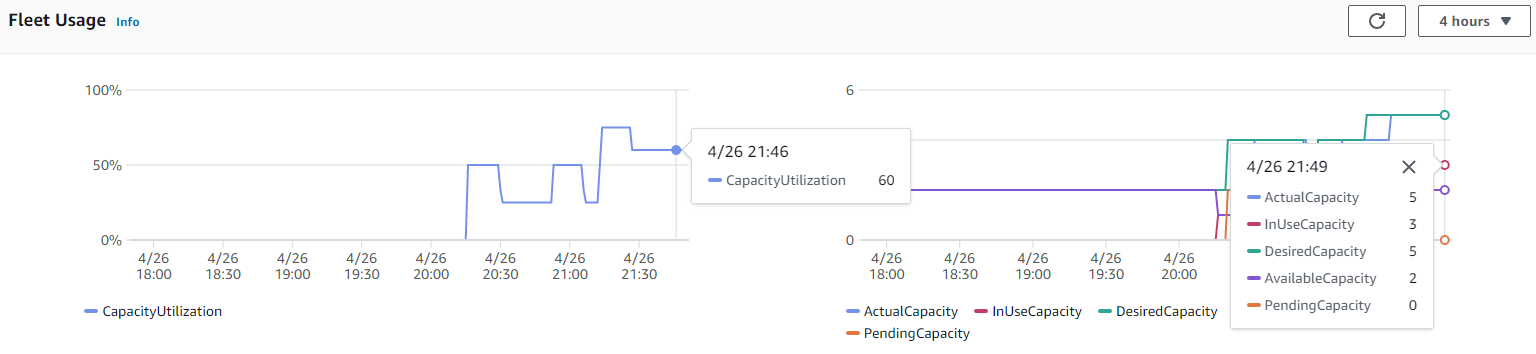 Fleet Usage Info
4 hours
100%
50%
0%
4/26 18:00
4/26 18:30
4/26 19:00
4/26 19:30
4/26 20:00
4/26 20:30
4/26 21:00
4/26 21:30
4/26 21:46
CapacityUtilization 60
CapacityUtilization
6
0
4/26 18:00
4/26 18:30
4/26 19:00
4/26 19:30
4/26 20:00
4/26 21:49
ActualCapacity 5
InUseCapacity 3
DesiredCapacity 5
AvailableCapacity 2
PendingCapacity 0
ActualCapacity InUseCapacity DesiredCapacity
PendingCapacity